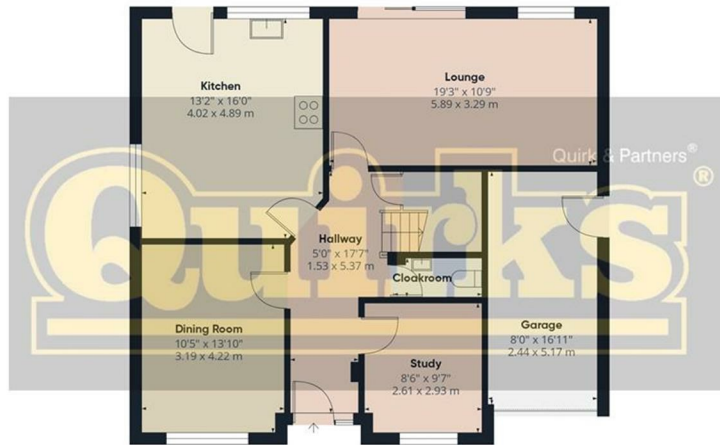 Kitchen
13'2" x 16'0"
4.02 x 4.89 m
Lounge
19'3" x 10'9"
5.89 x 3.29 m
Quirk & Partners®
Quirks®
Hallway
5'0" x 17'7"
1.53 x 5.37 m
Cloakroom
Dining Room
10'5" x 13'10"
3.19 x 4.22 m
Study
8'6" x 9'7"
2.61 x 2.93 m
Garage
8'0" x 16'11"
2.44 x 5.17 m